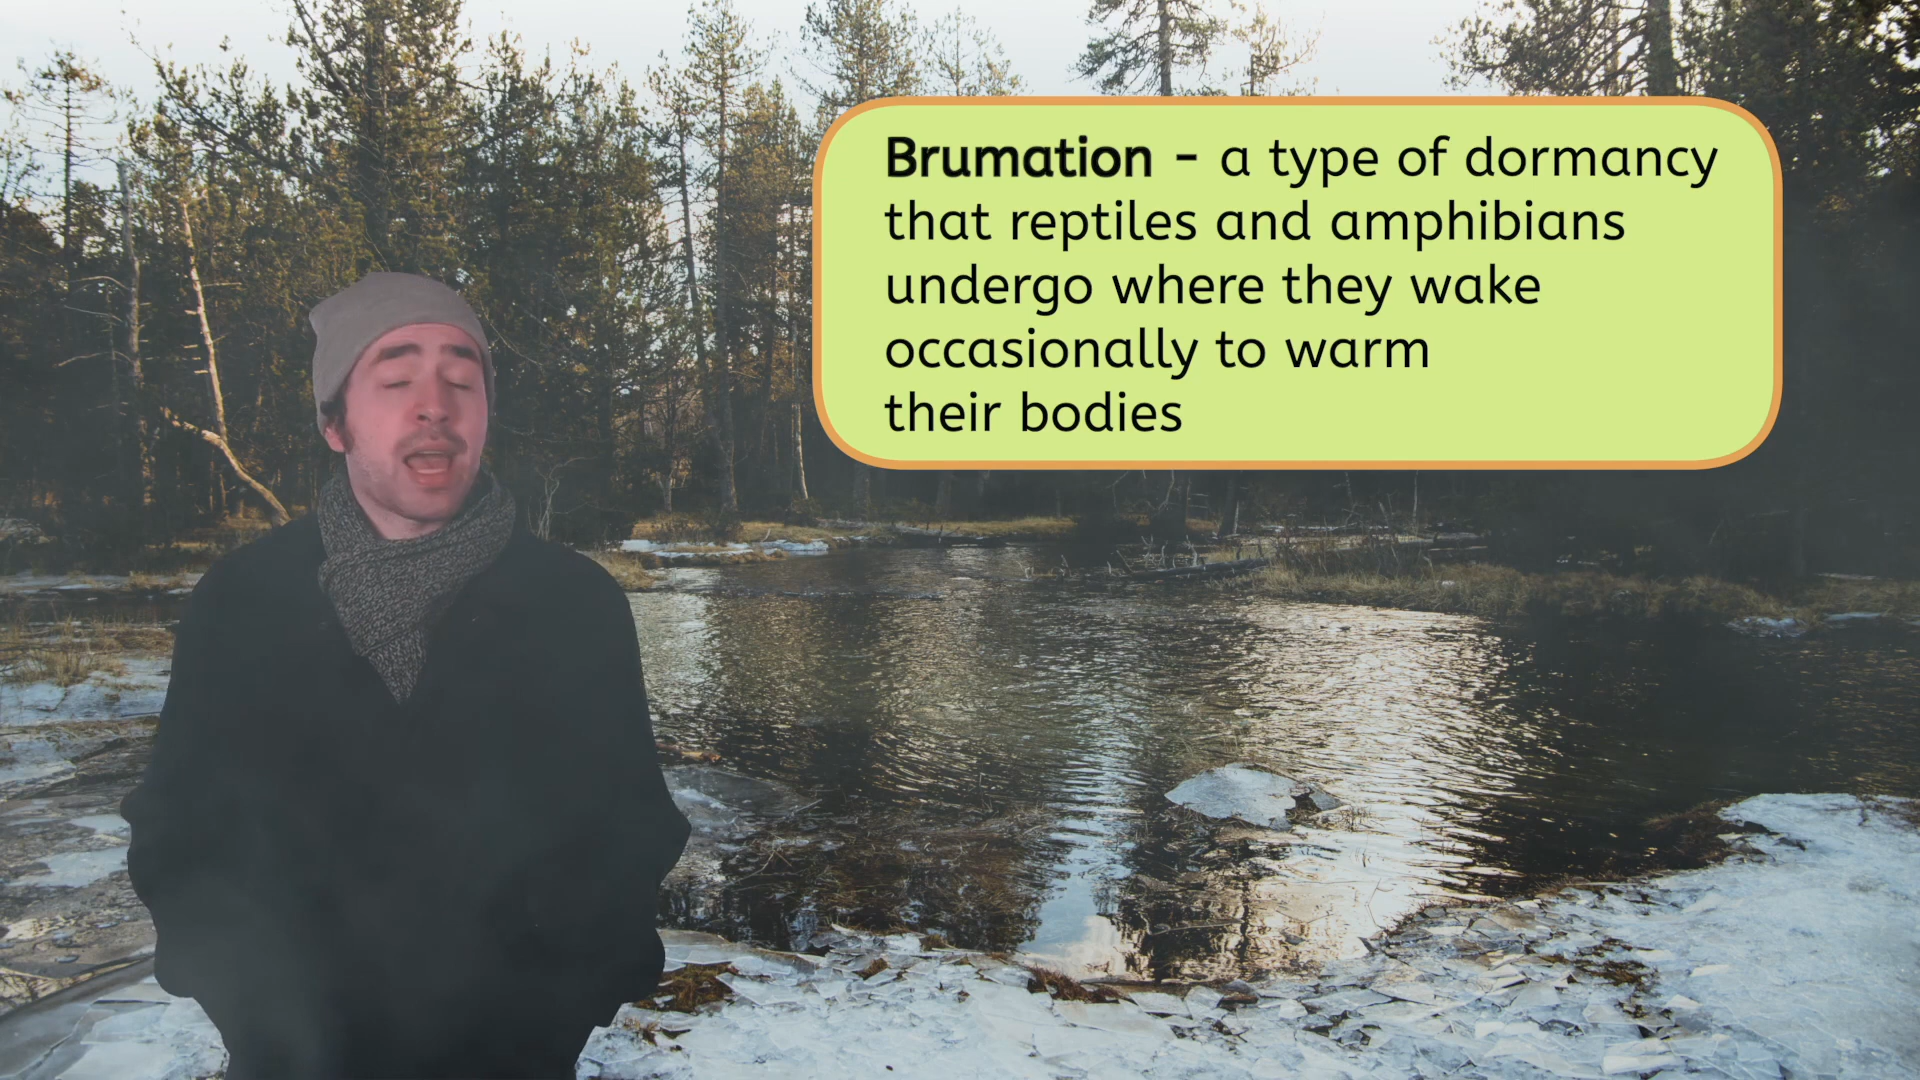 Brumation - a type of dormancy
that reptiles and amphibians
undergo where they wake
occasionally to warm
their bodies